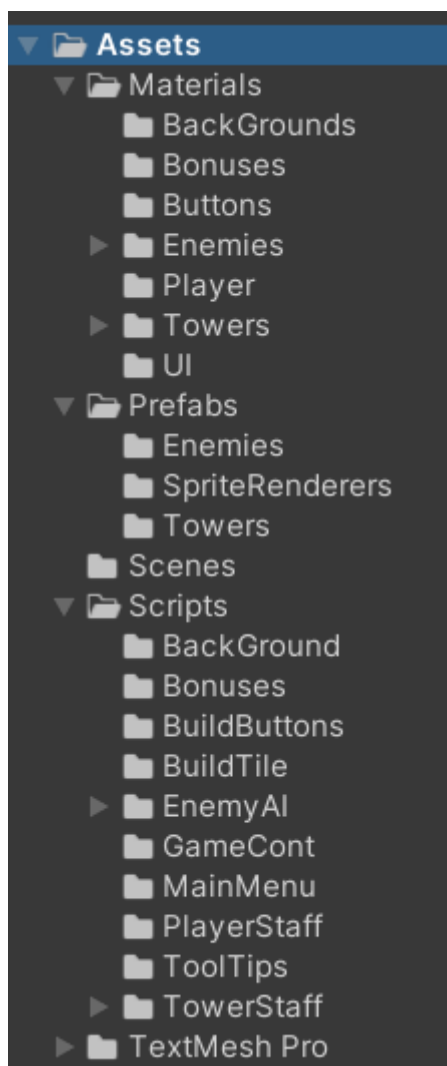 Assets
Materials
BackGrounds
Bonuses
Buttons
Enemies
Player
Towers
UI
Prefabs
Enemies
SpriteRenderers
Towers
Scenes
Scripts
BackGround
Bonuses
BuildButtons
BuildTile
EnemyAI
GameCont
MainMenu
PlayerStaff
ToolTips
TowerStaff
TextMesh Pro